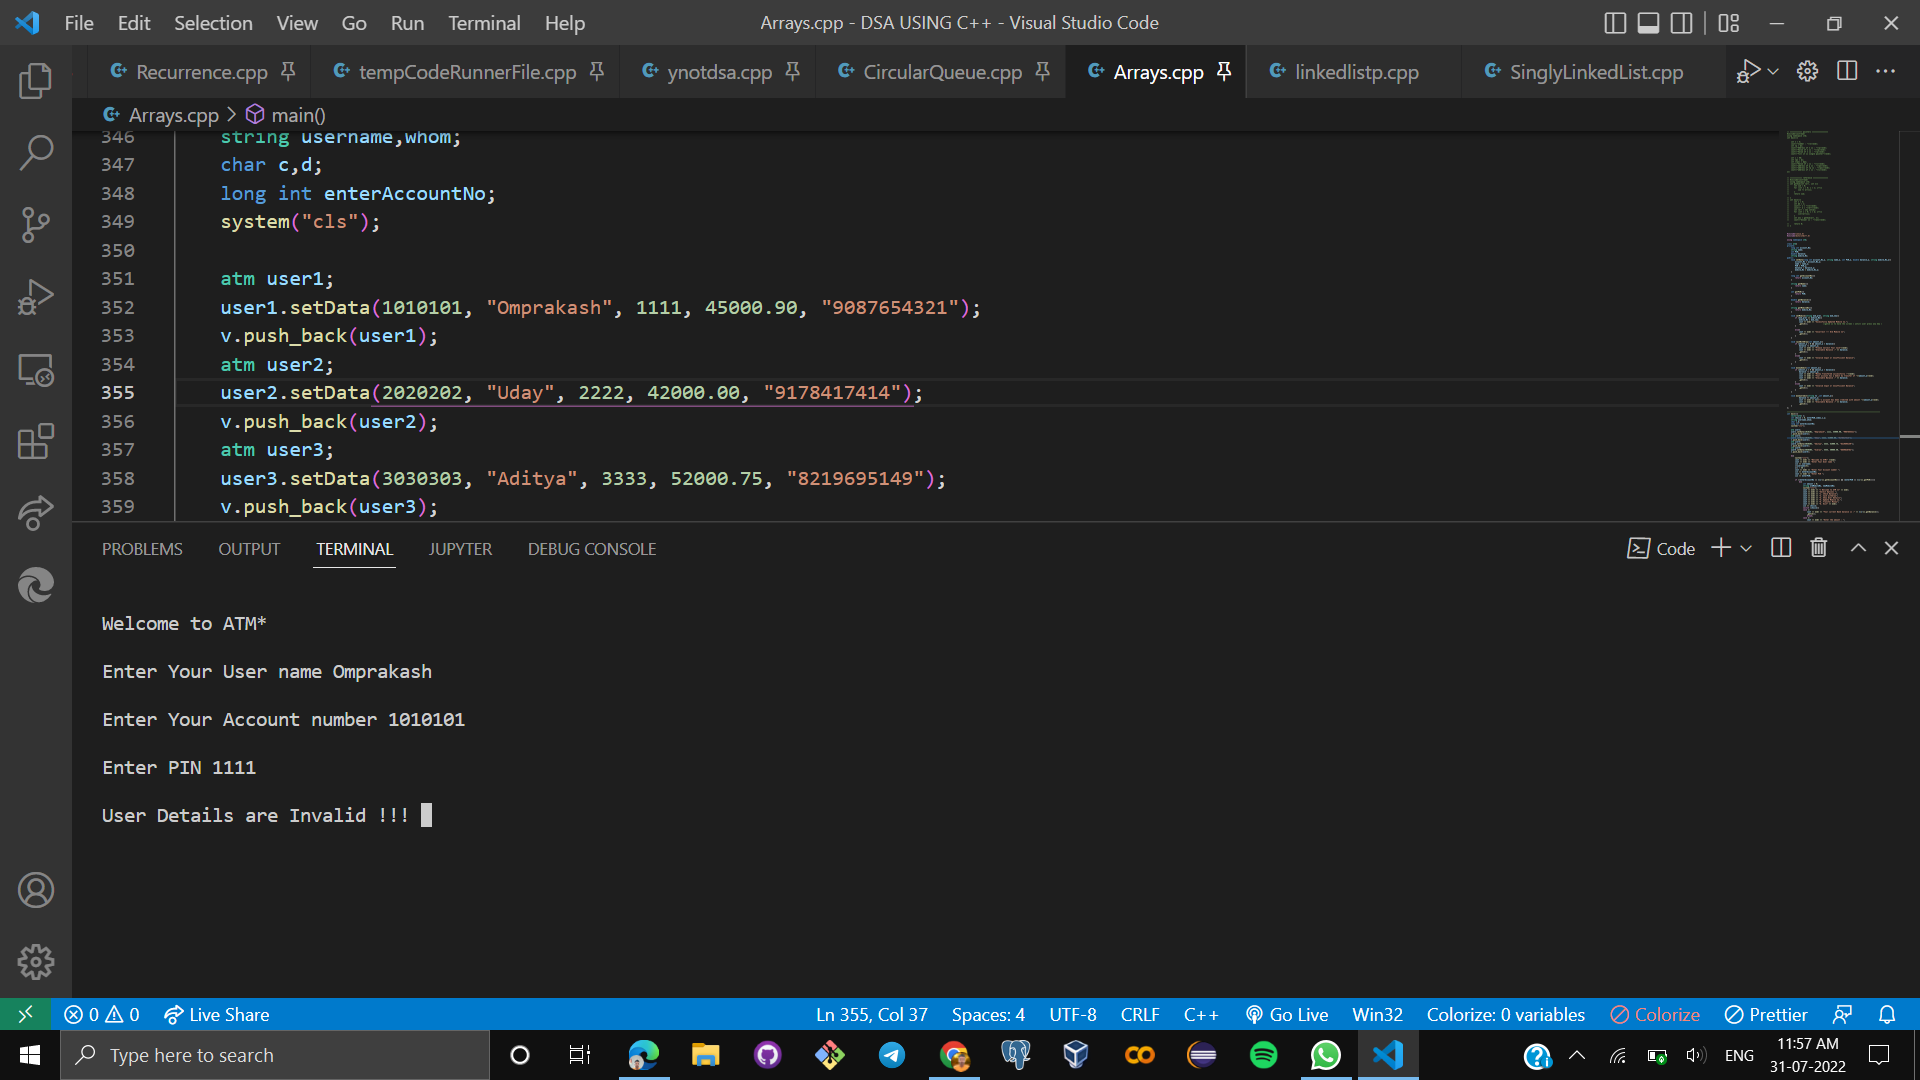 File Edit Selection View Go Run Terminal Help
Arrays.cpp - DSA USING C++ - Visual Studio Code
Recurrence.cpp tempCodeRunnerFile.cpp ynotdsa.cpp CircularQueue.cpp Arrays.cpp linkedlistp.cpp SinglyLinkedList.cpp
Arrays.cpp > main()
346 string username,whom;
347 char c,d;
348 long int enterAccountNo;
349 system("cls");
350
351 atm user1;
352 user1.setData(1010101, "Omprakash", 1111, 45000.90, "9087654321");
353 v.push_back(user1);
354 atm user2;
355 user2.setData(2020202, "Uday", 2222, 42000.00, "9178417414");
356 v.push_back(user2);
357 atm user3;
358 user3.setData(3030303, "Aditya", 3333, 52000.75, "8219695149");
359 v.push_back(user3);
PROBLEMS OUTPUT TERMINAL JUPYTER DEBUG CONSOLE
Code
Welcome to ATM*
Enter Your User name Omprakash
Enter Your Account number 1010101
Enter PIN 1111
User Details are Invalid !!!
0 0 Live Share
Ln 355, Col 37 Spaces: 4 UTF-8 CRLF C++ Go Live Win32 Colorize: 0 variables Colorize Prettier
Type here to search
ENG
11:57 AM
31-07-2022